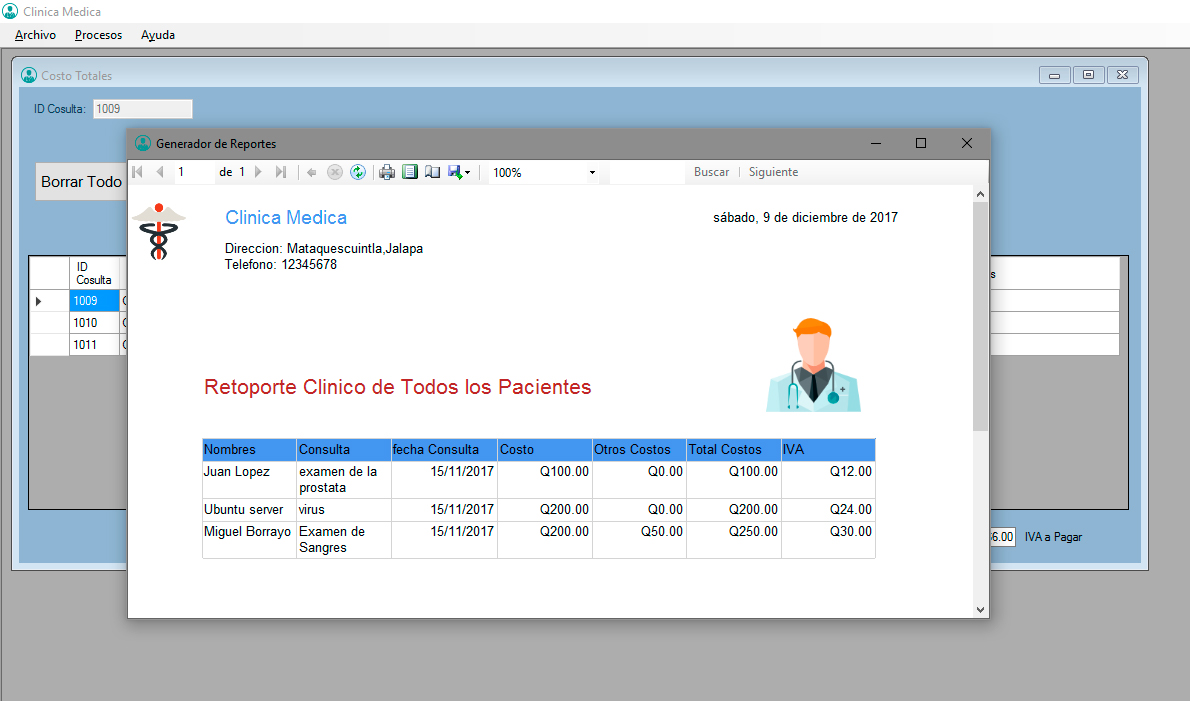 Clinica Medica
Archivo Procesos Ayuda
Costo Totales
ID Cosulta: 1009
Generador de Reportes
1 de 1 100% Buscar Siguiente
Borrar Todo
Clinica Medica sábado, 9 de diciembre de 2017
Direccion: Mataquescuintla,Jalapa
Telefono: 12345678
ID
Cosulta
1009
1010
1011
Retoporte Clinico de Todos los Pacientes
Nombres Consulta fecha Consulta Costo Otros Costos Total Costos IVA
Juan Lopez examen de la 15/11/2017 Q100.00 Q0.00 Q100.00 Q12.00
prostata
Ubuntu server virus 15/11/2017 Q200.00 Q0.00 Q200.00 Q24.00
Miguel Borrayo Examen de 15/11/2017 Q200.00 Q50.00 Q250.00 Q30.00
Sangres
6.00 IVA a Pagar